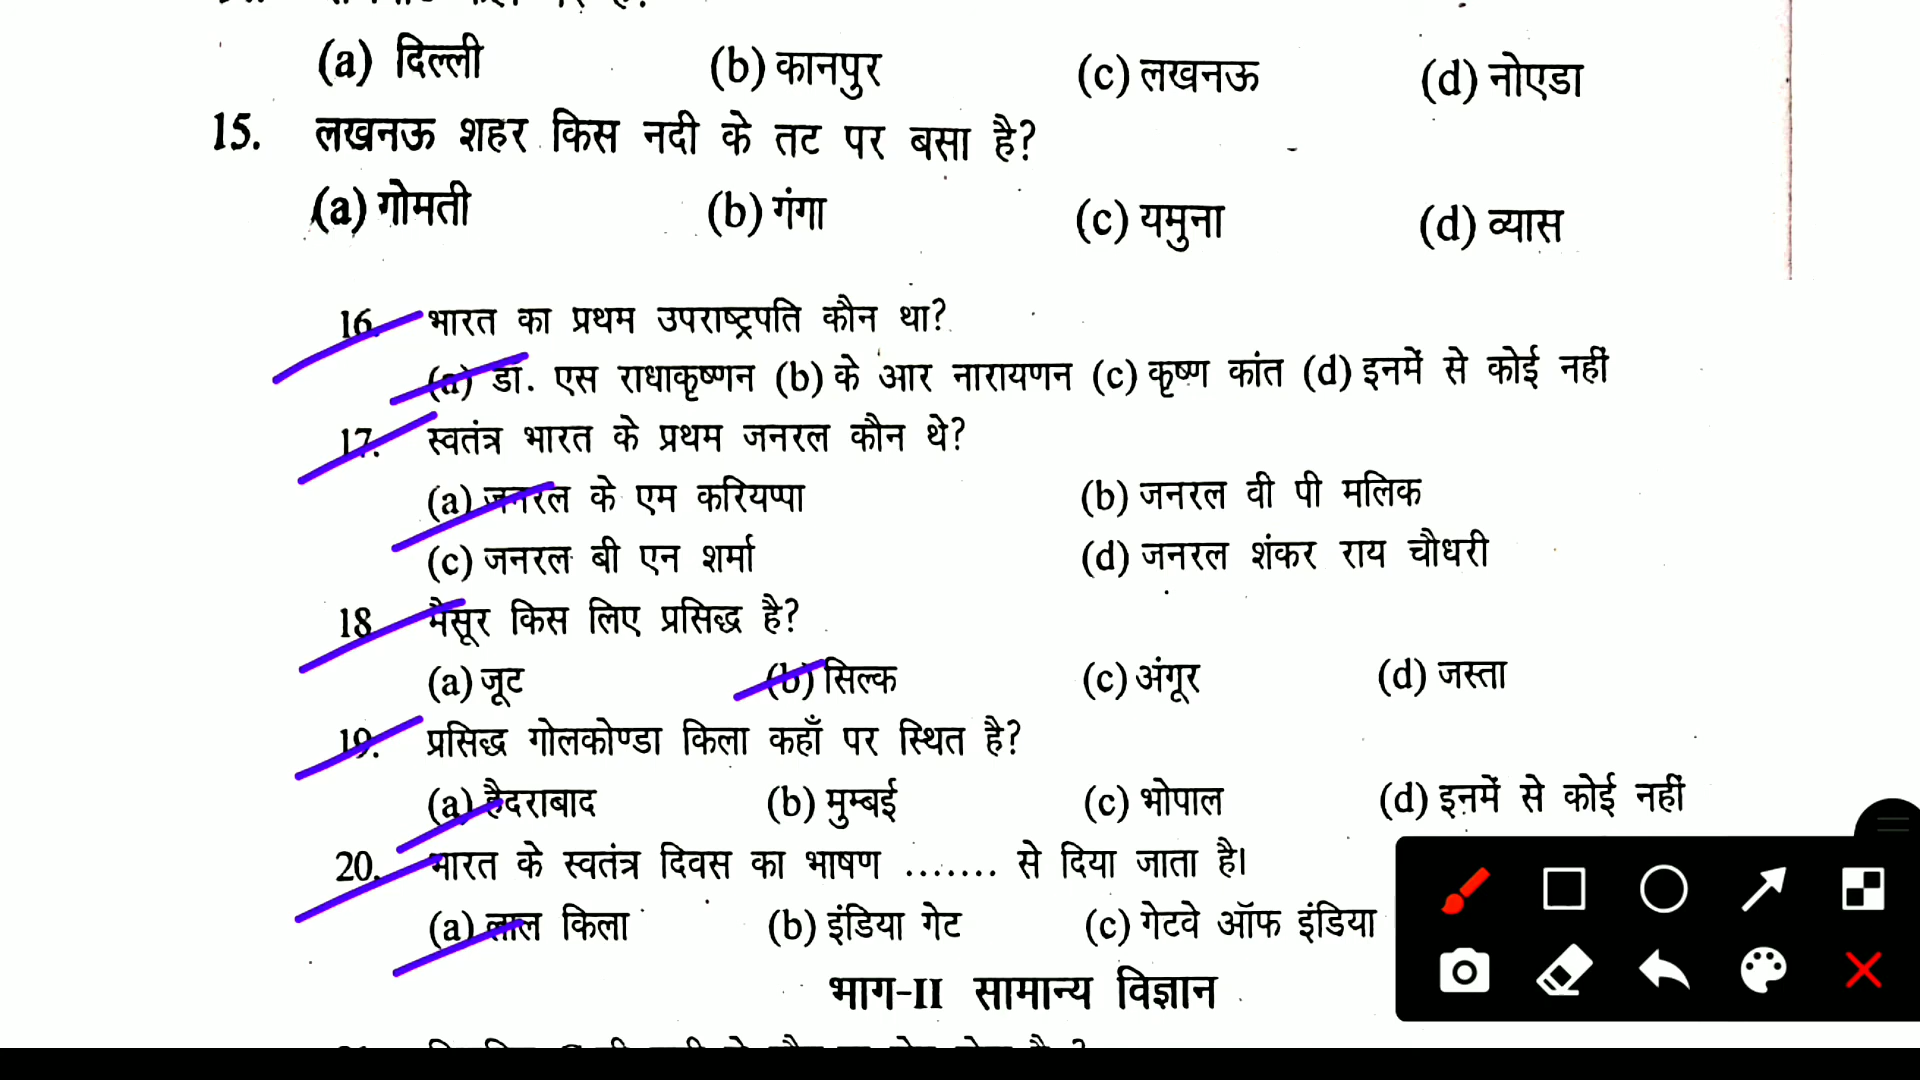 (a) दिल्ली (b) कानपुर (c) लखनऊ (d) नोएडा
15. लखनऊ शहर किस नदी के तट पर बसा है?
(a) गोमती (b) गंगा (c) यमुना (d) व्यास
16. भारत का प्रथम उपराष्ट्रपति कौन था?
(a) डॉ. एस राधाकृष्णन (b) के आर नारायणन (c) कृष्ण कांत (d) इनमें से कोई नहीं
17. स्वतंत्र भारत के प्रथम जनरल कौन थे?
(a) जनरल के एम करियप्पा (b) जनरल वी पी मलिक
(c) जनरल बी एन शर्मा (d) जनरल शंकर राय चौधरी
18. मैसूर किस लिए प्रसिद्ध है?
(a) जूट (b) सिल्क (c) अंगूर (d) जस्ता
19. प्रसिद्ध गोलकोण्डा किला कहाँ पर स्थित है?
(a) हैदराबाद (b) मुम्बई (c) भोपाल (d) इनमें से कोई नहीं
20. भारत के स्वतंत्र दिवस का भाषण ....... से दिया जाता है।
(a) लाल किला (b) इंडिया गेट (c) गेटवे ऑफ इंडिया
भाग-II सामान्य विज्ञान